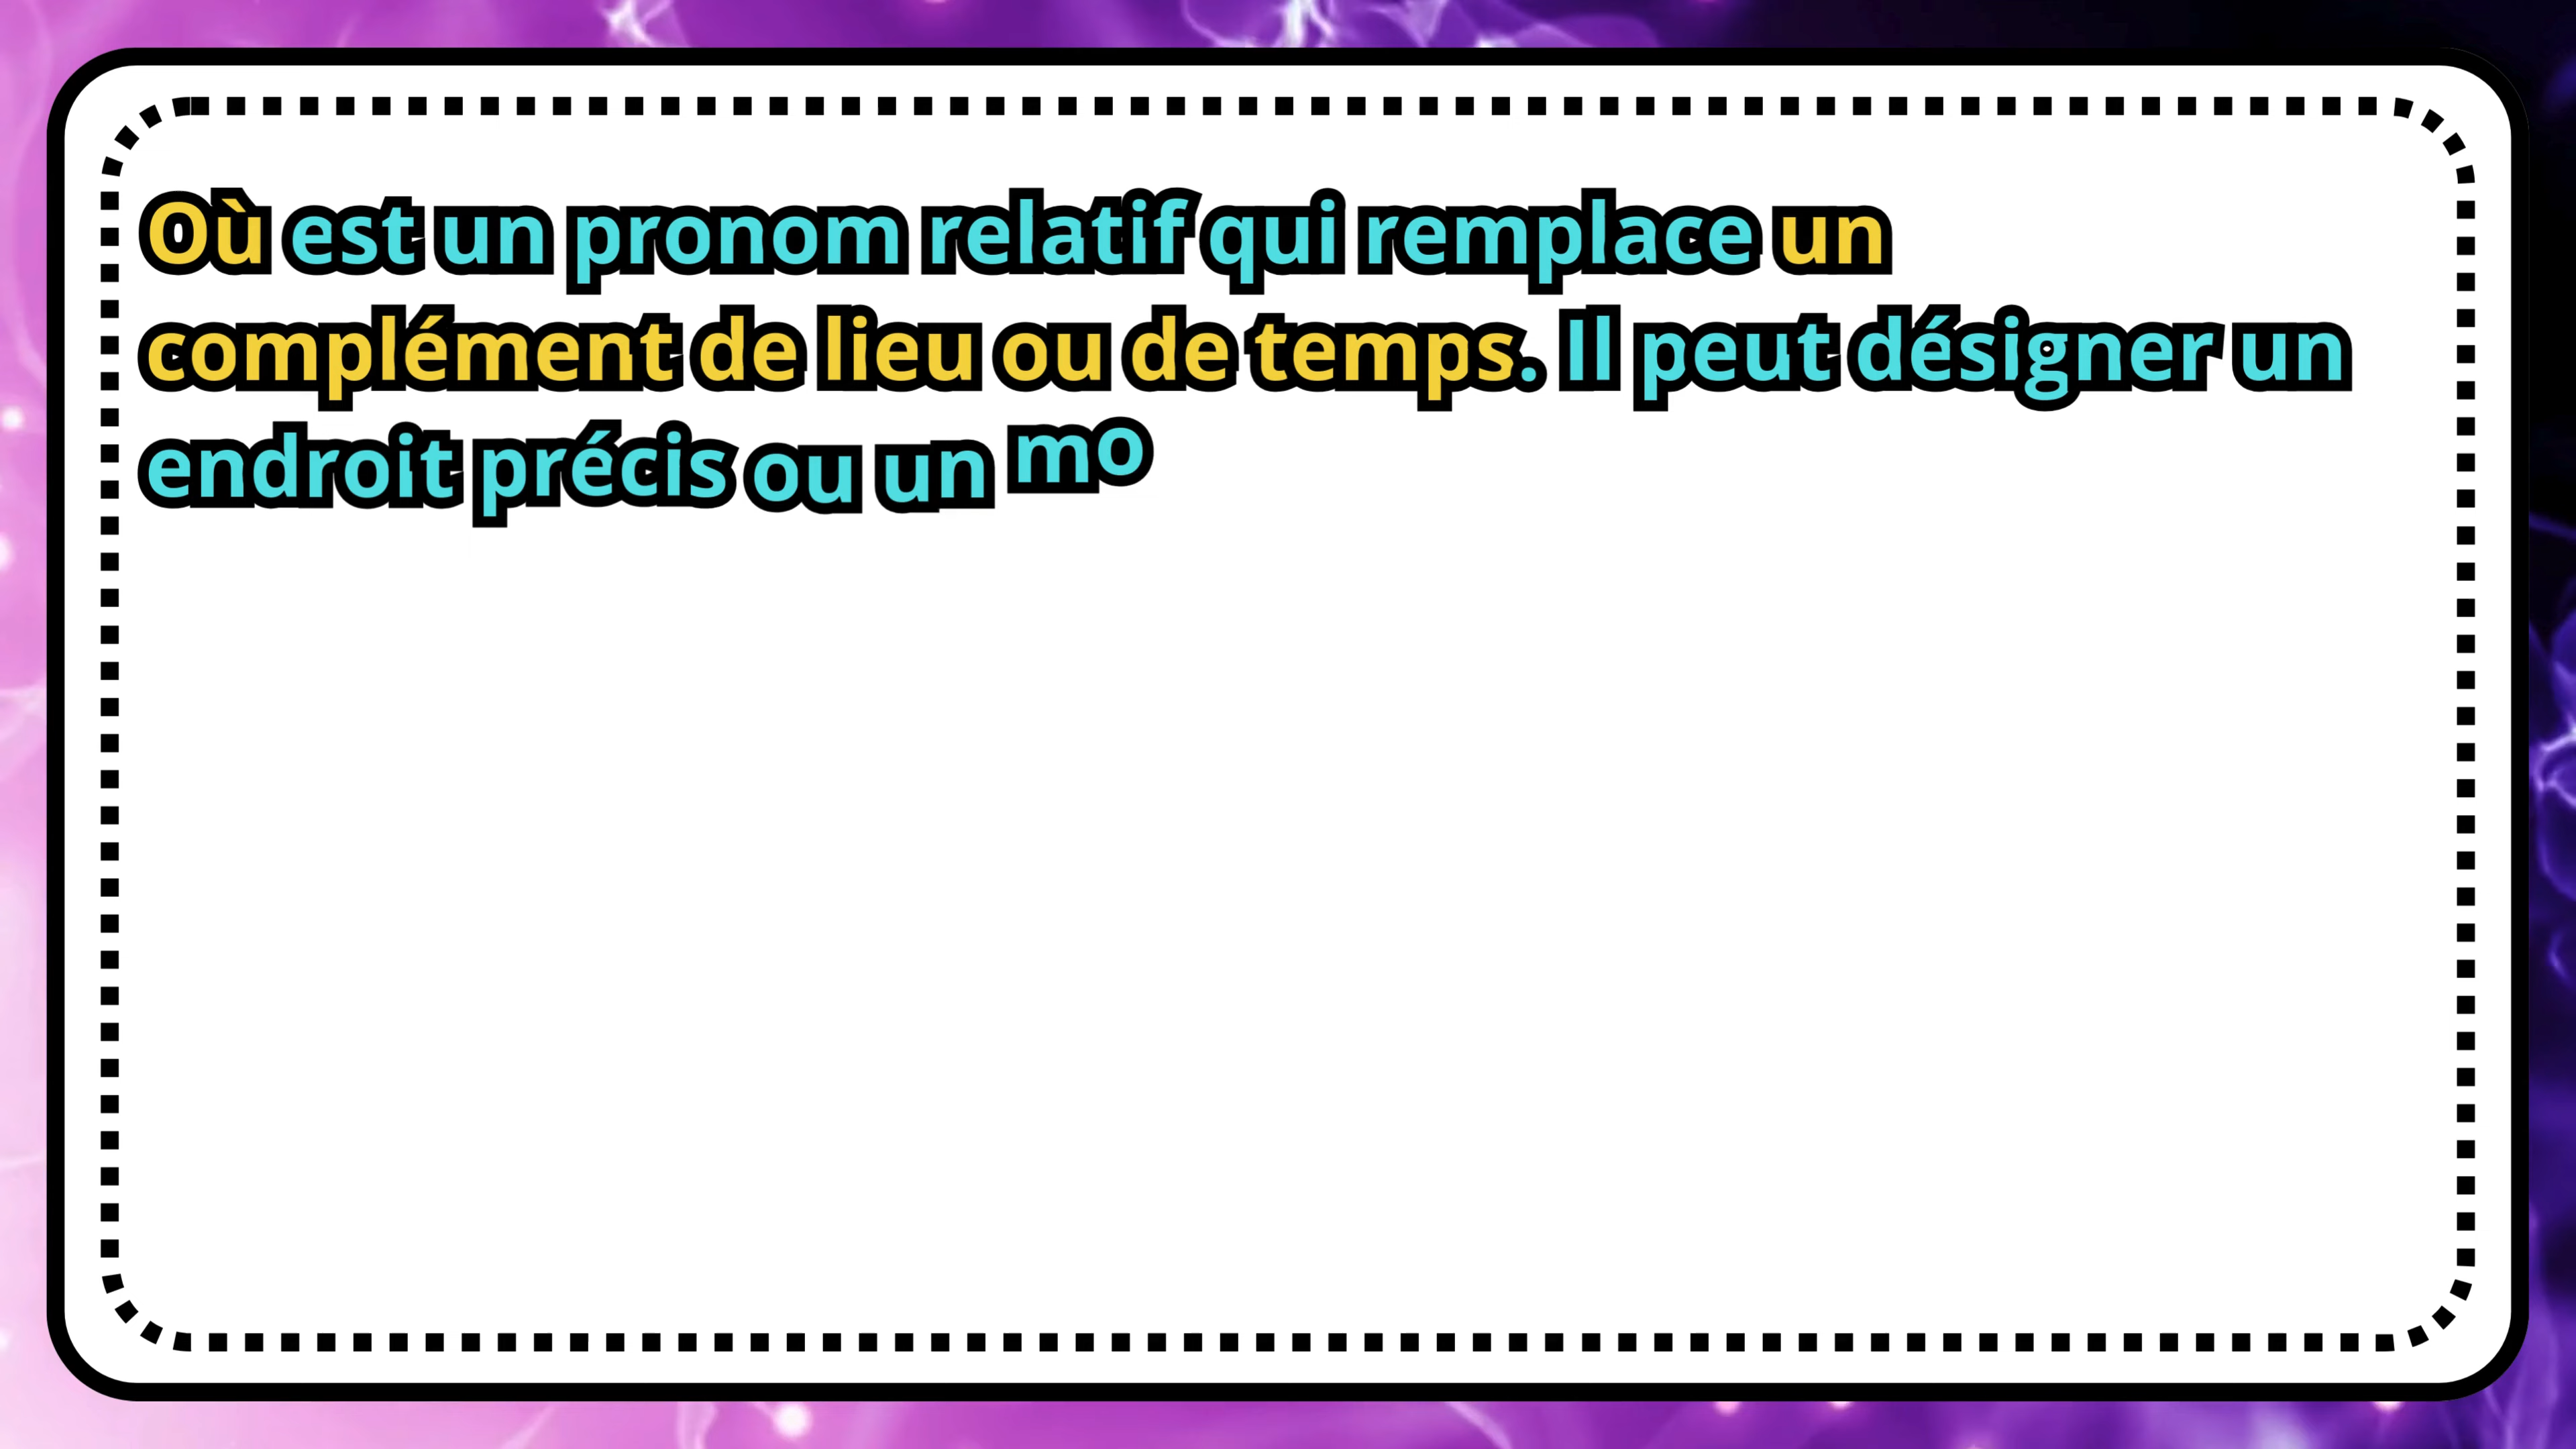 Où est un pronom relatif qui remplace un
complément de lieu ou de temps. Il peut désigner un
endroit précis ou un mo